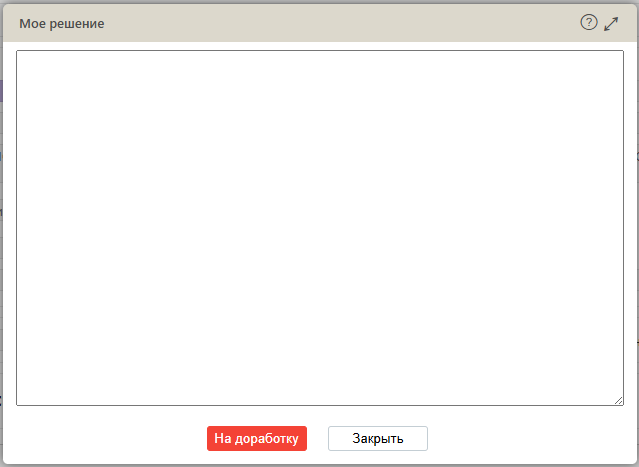 Мое решение
?
На доработку
Закрыть